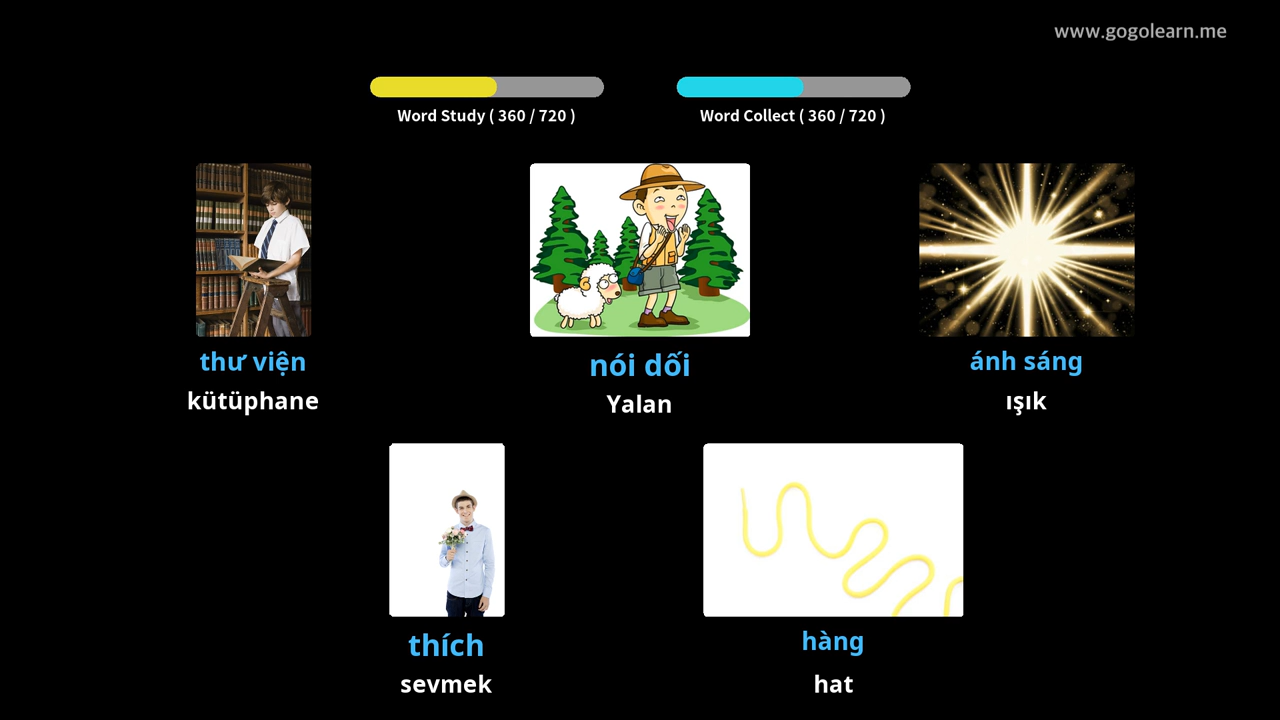 www.gogolearn.me
Word Study ( 360 / 720 )
Word Collect ( 360 / 720 )
thư viện
kütüphane
nói dối
Yalan
ánh sáng
ışık
thích
sevmek
hàng
hat